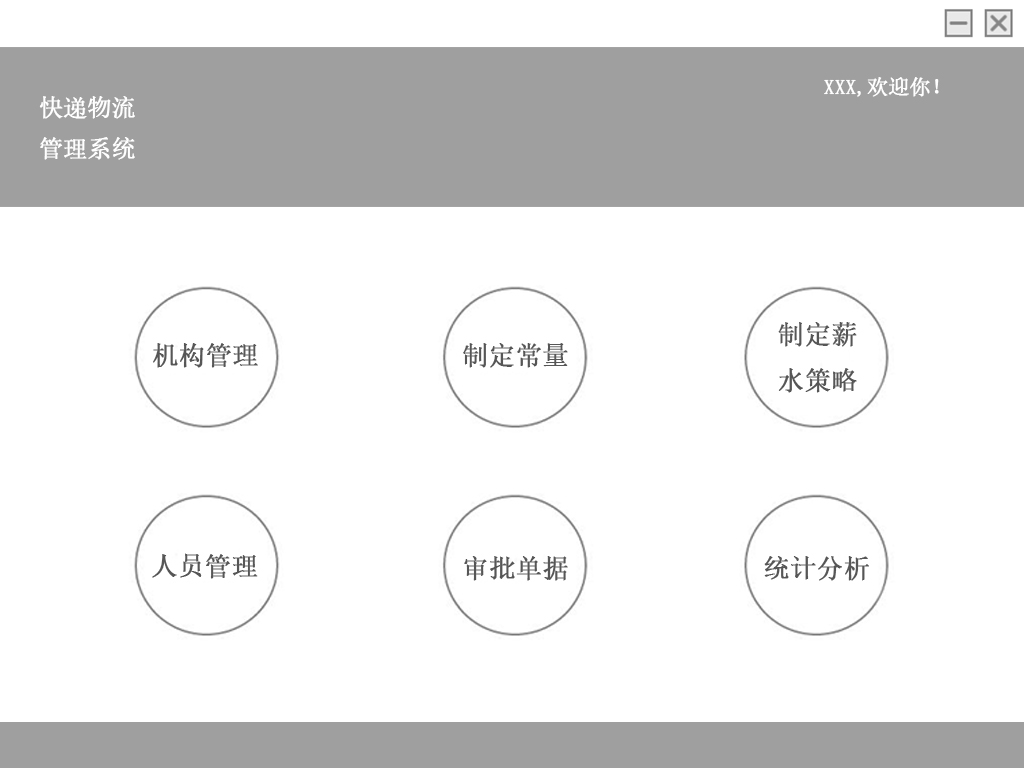 XXX,欢迎你!
快递物流
管理系统
机构管理
制定常量
制定薪
水策略
人员管理
审批单据
统计分析